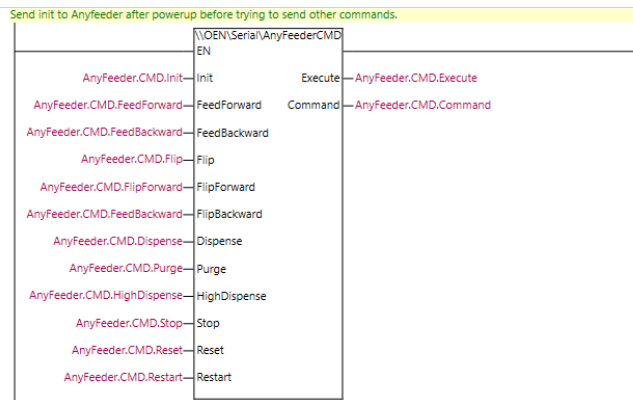 Send init to Anyfeeder after powerup before trying to send other commands.
\\OEN\Serial\AnyFeederCMD
EN
AnyFeeder.CMD.Init Init Execute AnyFeeder.CMD.Execute
AnyFeeder.CMD.FeedForward FeedForward Command AnyFeeder.CMD.Command
AnyFeeder.CMD.FeedBackward FeedBackward
AnyFeeder.CMD.Flip Flip
AnyFeeder.CMD.FlipForward FlipForward
AnyFeeder.CMD.FeedBackward FlipBackward
AnyFeeder.CMD.Dispense Dispense
AnyFeeder.CMD.Purge Purge
AnyFeeder.CMD.HighDispense HighDispense
AnyFeeder.CMD.Stop Stop
AnyFeeder.CMD.Reset Reset
AnyFeeder.CMD.Restart Restart